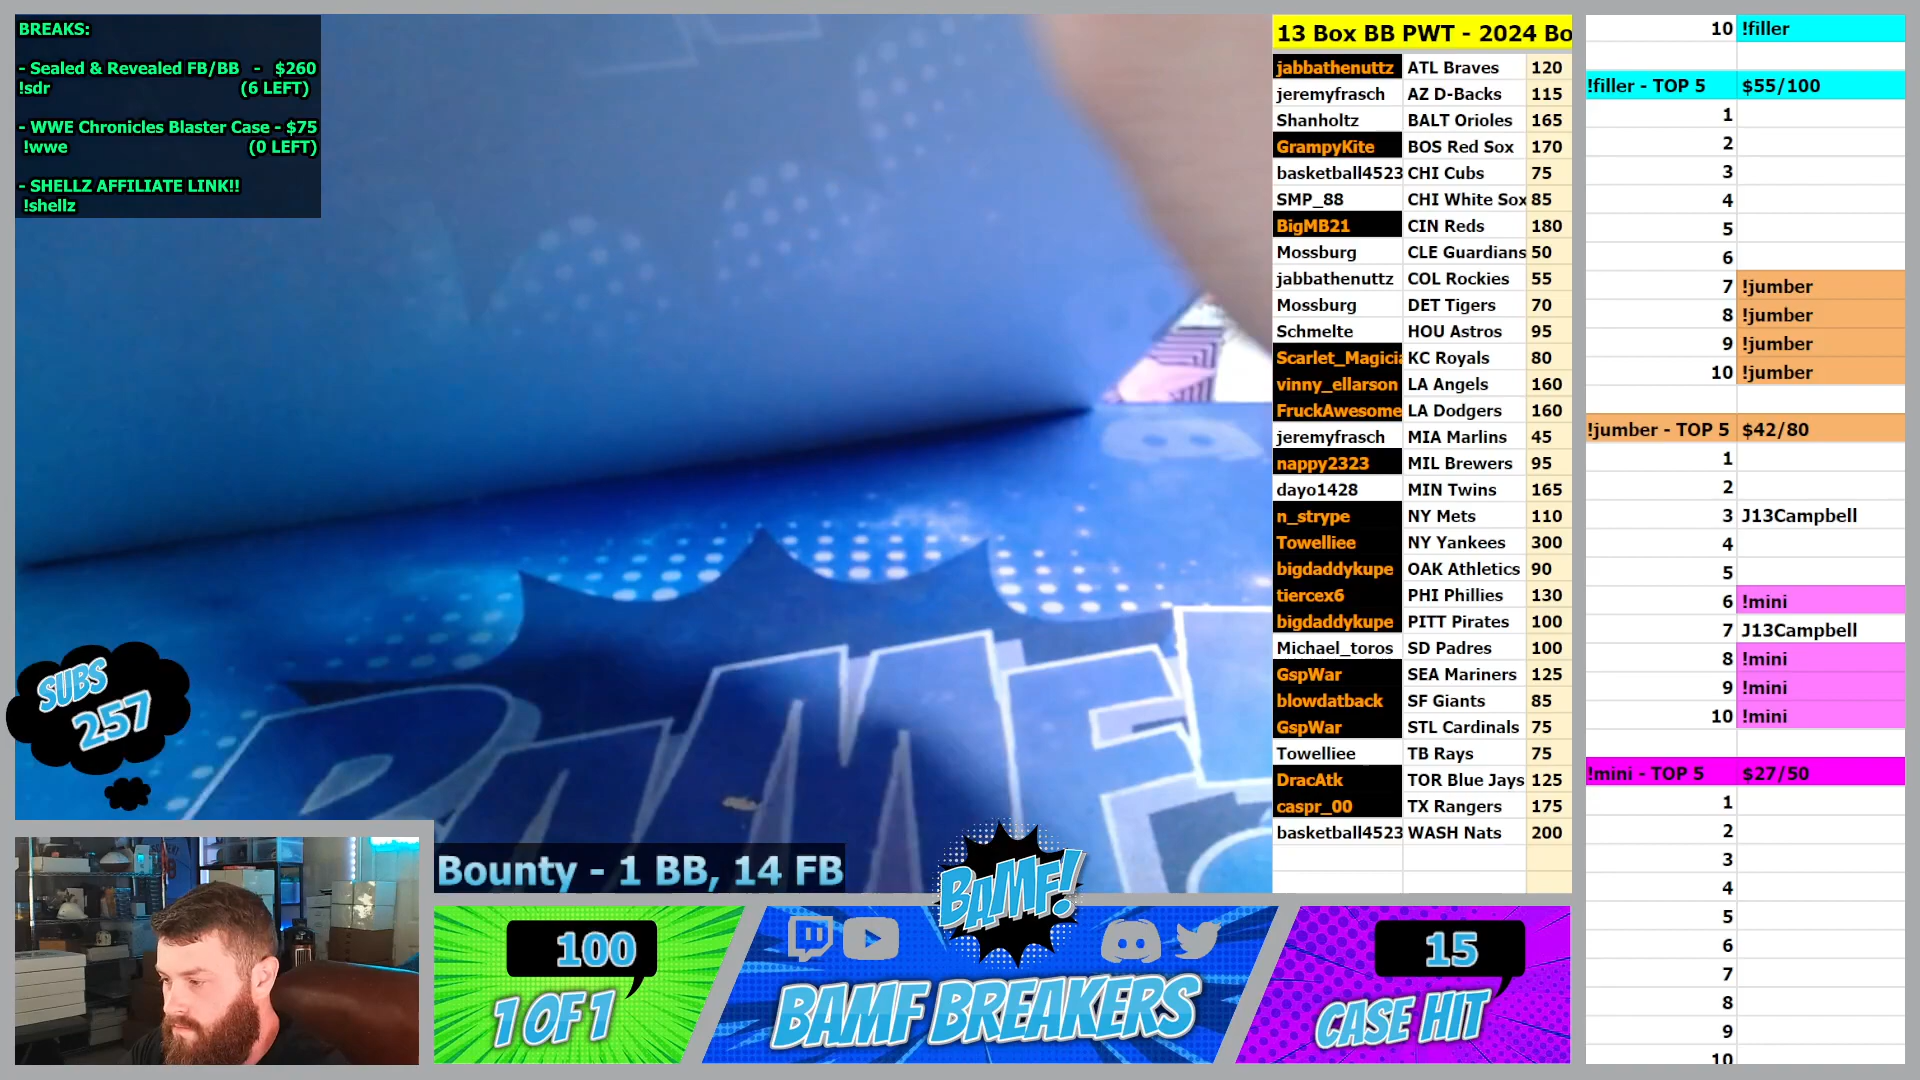 BREAKS:
- Sealed & Revealed FB/BB - $260
!sdr (6 LEFT)
- WWE Chronicles Blaster Case - $75
!wwe (0 LEFT)
- SHELLZ AFFILIATE LINK!!
!shellz
SUBS
257
Bounty - 1 BB, 14 FB
100
1 OF 1
BAMF!
BAMF BREAKERS
15
CASE HIT
13 Box BB PWT - 2024 Bo
jabbathenuttz ATL Braves 120
jeremyfrasch AZ D-Backs 115
Shanholtz BALT Orioles 165
GrampyKite BOS Red Sox 170
basketball4523 CHI Cubs 75
SMP_88 CHI White Sox 85
BigMB21 CIN Reds 180
Mossburg CLE Guardians 50
jabbathenuttz COL Rockies 55
Mossburg DET Tigers 70
Schmelte HOU Astros 95
Scarlet_Magicia KC Royals 80
vinny_ellarson LA Angels 160
FruckAwesome LA Dodgers 160
jeremyfrasch MIA Marlins 45
nappy2323 MIL Brewers 95
dayo1428 MIN Twins 165
n_strype NY Mets 110
Towelliee NY Yankees 300
bigdaddykupe OAK Athletics 90
tiercex6 PHI Phillies 130
bigdaddykupe PITT Pirates 100
Michael_toros SD Padres 100
GspWar SEA Mariners 125
blowdatback SF Giants 85
GspWar STL Cardinals 75
Towelliee TB Rays 75
DracAtk TOR Blue Jays 125
caspr_00 TX Rangers 175
basketball4523 WASH Nats 200
10 !filler
!filler - TOP 5 $55/100
1
2
3
4
5
6
7 !jumber
8 !jumber
9 !jumber
10 !jumber
!jumber - TOP 5 $42/80
1
2
3 J13Campbell
4
5
6 !mini
7 J13Campbell
8 !mini
9 !mini
10 !mini
!mini - TOP 5 $27/50
1
2
3
4
5
6
7
8
9
10